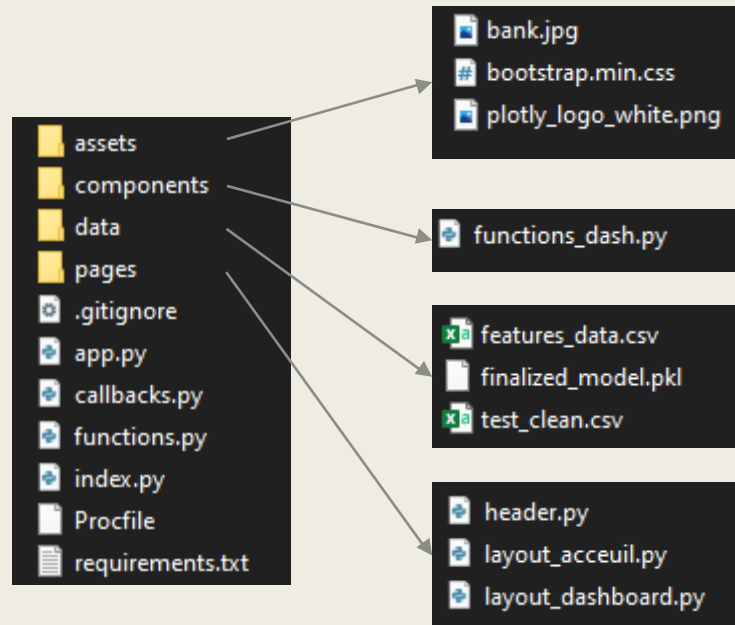 assets
components
data
pages
.gitignore
app.py
callbacks.py
functions.py
index.py
Procfile
requirements.txt
bank.jpg
bootstrap.min.css
plotly_logo_white.png
functions_dash.py
features_data.csv
finalized_model.pkl
test_clean.csv
header.py
layout_acceuil.py
layout_dashboard.py